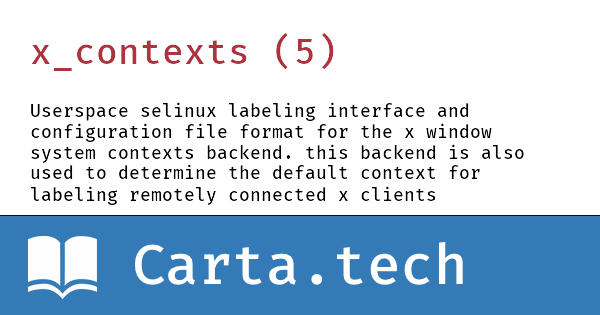 x_contexts (5)
Userspace selinux labeling interface and
configuration file format for the x window
system contexts backend. this backend is also
used to determine the default context for
labeling remotely connected x clients
Carta.tech